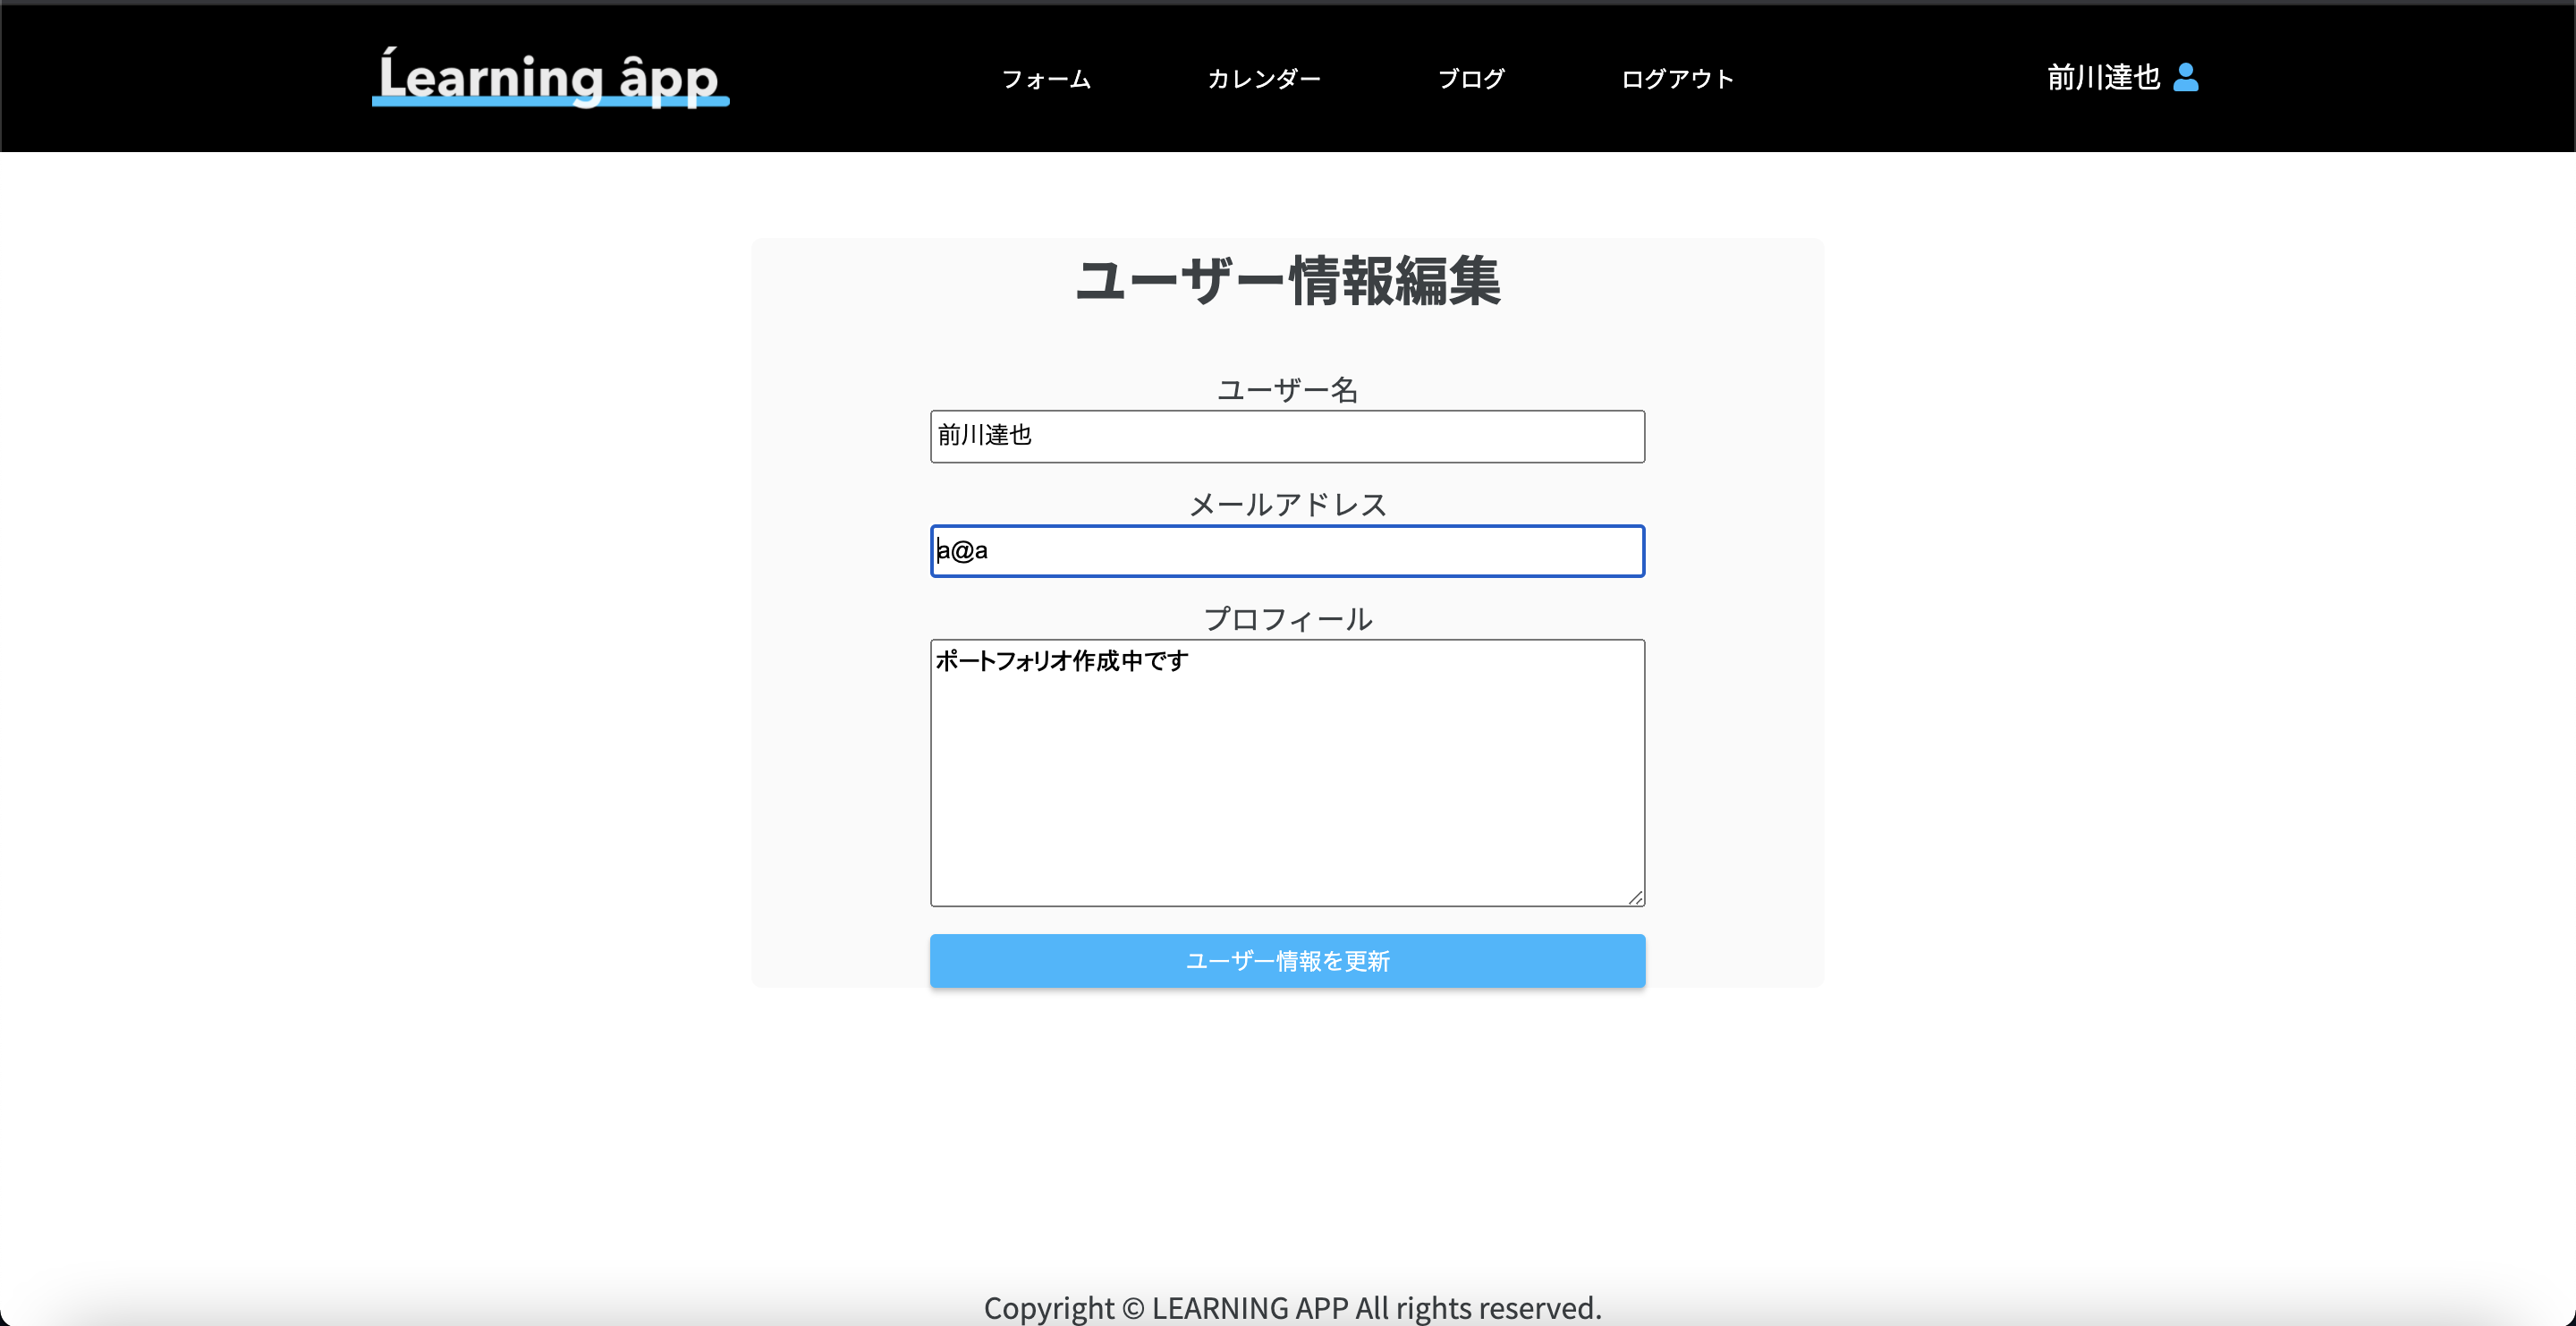 Ĺearning âpp
フォーム
カレンダー
ブログ
ログアウト
前川達也
ユーザー情報編集
ユーザー名
前川達也
メールアドレス
a@a
プロフィール
ポートフォリオ作成中です
ユーザー情報を更新
Copyright © LEARNING APP All rights reserved.